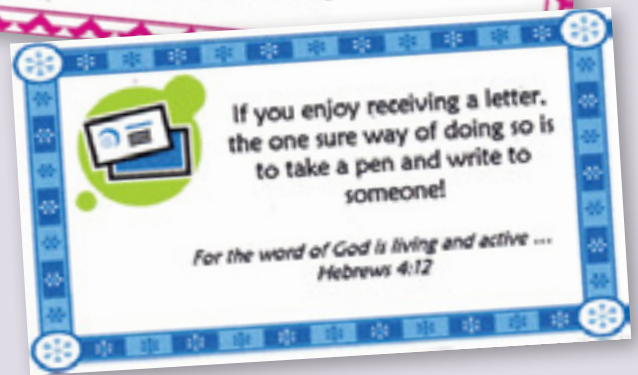 If you enjoy receiving a letter,
the one sure way of doing so is
to take a pen and write to
someone!
For the word of God is living and active ...
Hebrews 4:12